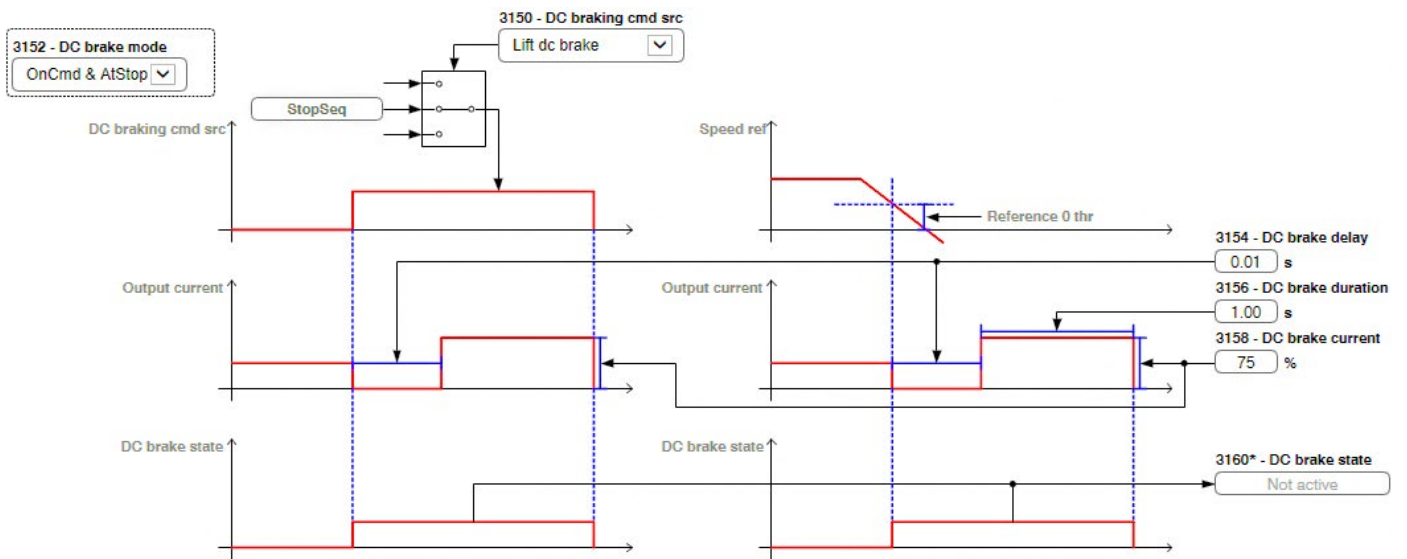 3150 - DC braking cmd src
Lift dc brake
3152 - DC brake mode
OnCmd & AtStop
StopSeq
DC braking cmd src
Speed ref
Reference 0 thr
3154 - DC brake delay
0.01 s
Output current
Output current
3156 - DC brake duration
1.00 s
3158 - DC brake current
75 %
DC brake state
DC brake state
3160* - DC brake state
Not active